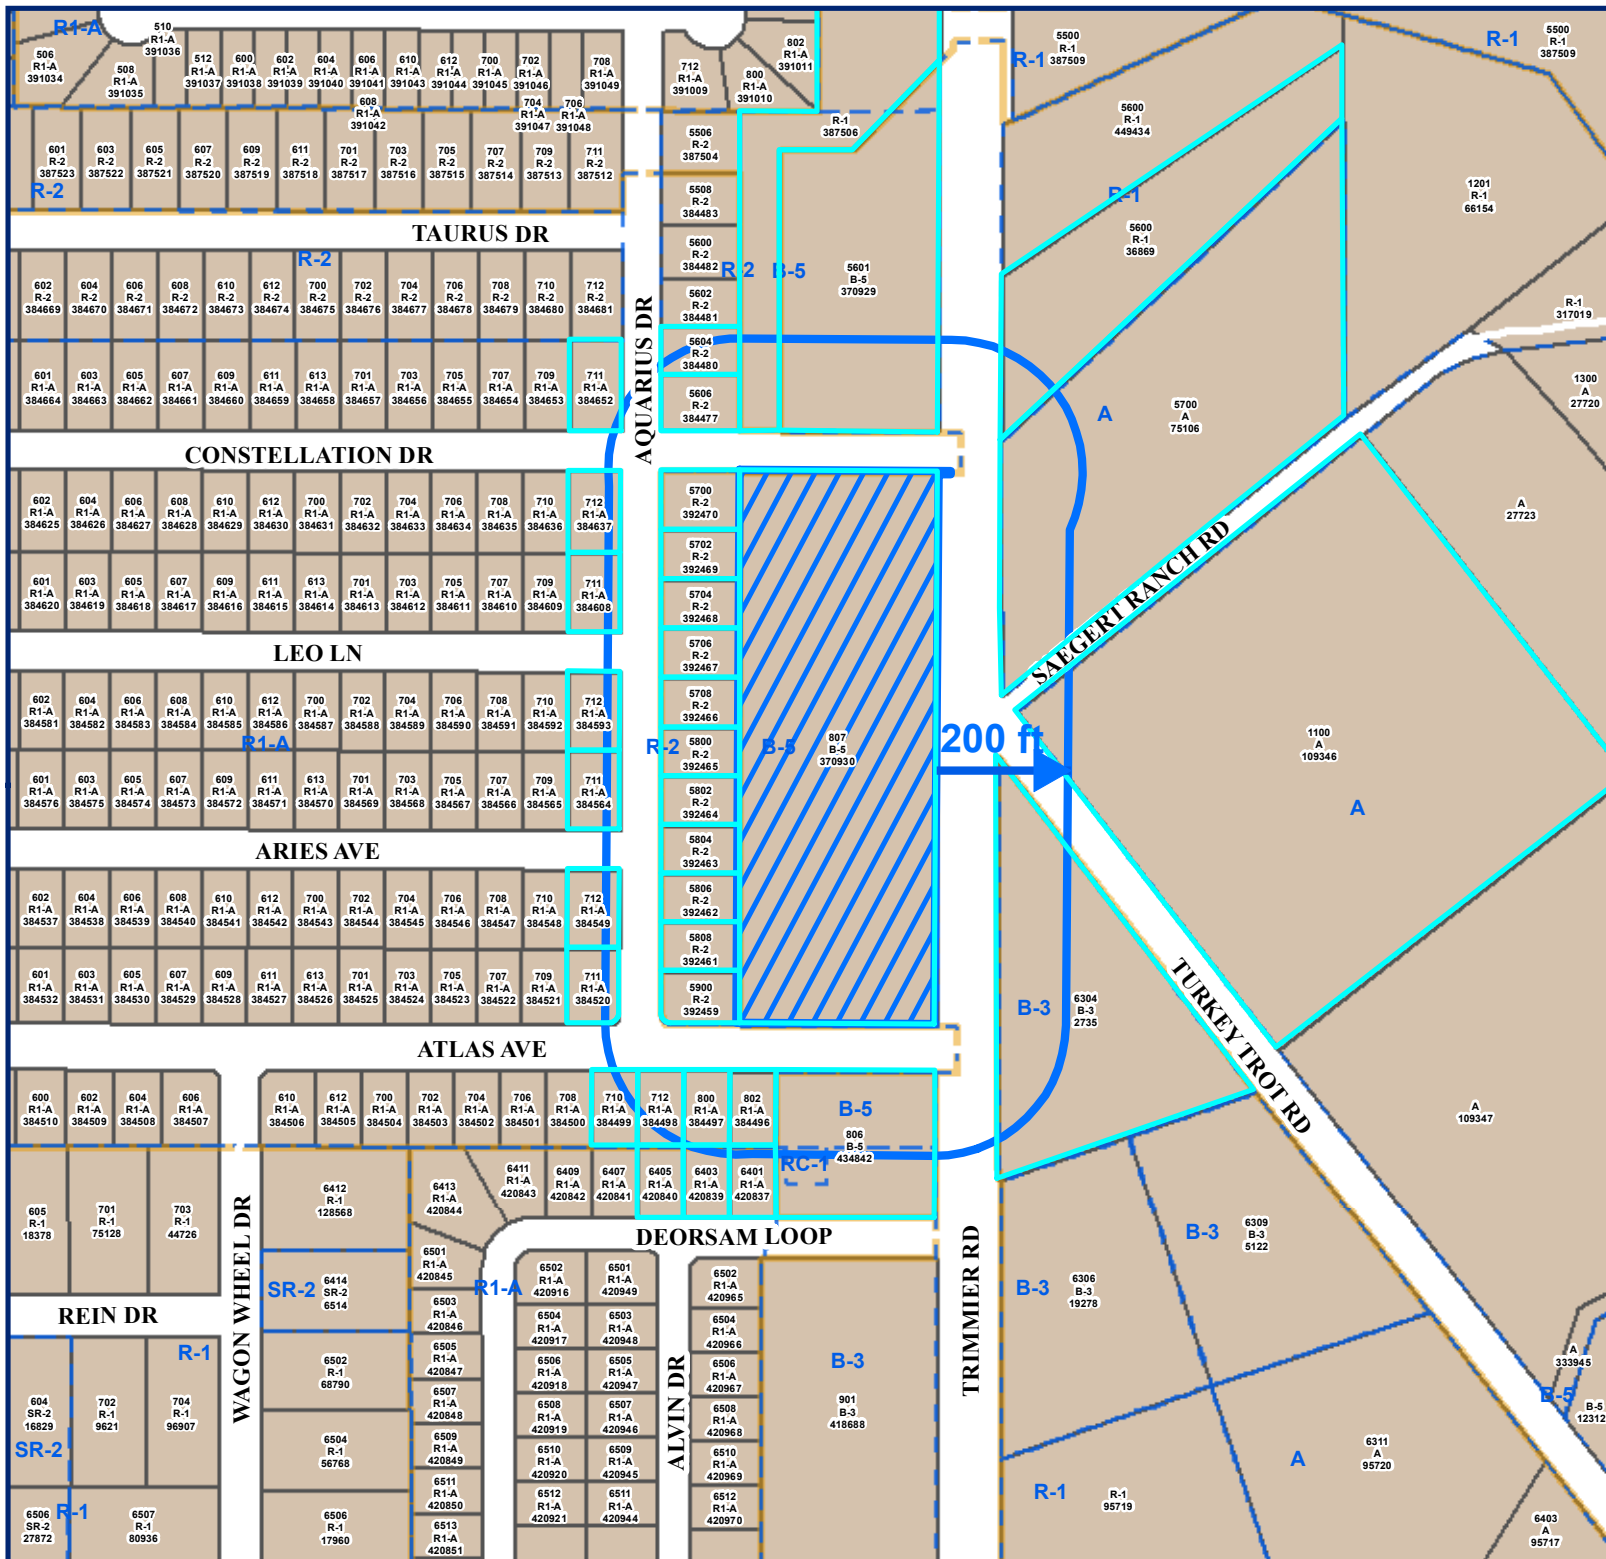 R1-A
506
R1-A
391034
508
R1-A
391035
510
R1-A
391036
512
R1-A
391037
600
R1-A
391038
602
R1-A
391039
604
R1-A
391040
606
R1-A
391041
608
R1-A
391042
610
R1-A
391043
612
R1-A
391044
700
R1-A
391045
702
R1-A
391046
704
R1-A
391047
706
R1-A
391048
708
R1-A
391049
712
R1-A
391009
800
R1-A
391010
802
R1-A
391011
R-1
387506
R-1
5500
R-1
387509
R-1
5500
R-1
387509
5600
R-1
449434
601
R-2
387523
603
R-2
387522
605
R-2
387521
607
R-2
387520
609
R-2
387519
611
R-2
387518
701
R-2
387517
703
R-2
387516
705
R-2
387515
707
R-2
387514
709
R-2
387513
711
R-2
387512
R-2
5506
R-2
387504
5508
R-2
384483
5600
R-2
384482
5602
R-2
384481
5604
R-2
384480
5606
R-2
384477
R-2
B-5
5601
B-5
370929
R-1
5600
R-1
36869
1201
R-1
66154
R-1
317019
1300
A
27720
A
5700
A
75106
A
27723
TAURUS DR
R-2
602
R-2
384669
604
R-2
384670
606
R-2
384671
608
R-2
384672
610
R-2
384673
612
R-2
384674
700
R-2
384675
702
R-2
384676
704
R-2
384677
706
R-2
384678
708
R-2
384679
710
R-2
384680
712
R-2
384681
601
R1-A
384664
603
R1-A
384663
605
R1-A
384662
607
R1-A
384661
609
R1-A
384660
611
R1-A
384659
613
R1-A
384658
701
R1-A
384657
703
R1-A
384656
705
R1-A
384655
707
R1-A
384654
709
R1-A
384653
711
R1-A
384652
AQUARIUS DR
CONSTELLATION DR
602
R1-A
384625
604
R1-A
384626
606
R1-A
384627
608
R1-A
384628
610
R1-A
384629
612
R1-A
384630
700
R1-A
384631
702
R1-A
384632
704
R1-A
384633
706
R1-A
384634
708
R1-A
384635
710
R1-A
384636
712
R1-A
384637
601
R1-A
384620
603
R1-A
384619
605
R1-A
384618
607
R1-A
384617
609
R1-A
384616
611
R1-A
384615
613
R1-A
384614
701
R1-A
384613
703
R1-A
384612
705
R1-A
384611
707
R1-A
384610
709
R1-A
384609
711
R1-A
384608
5700
R-2
392470
5702
R-2
392469
5704
R-2
392468
5706
R-2
392467
5708
R-2
392466
5800
R-2
392465
5802
R-2
392464
5804
R-2
392463
5806
R-2
392462
5808
R-2
392461
5900
R-2
392459
R-2
B-5
807
B-5
370930
200 ft
SAEGERT RANCH RD
1100
A
109346
A
LEO LN
602
R1-A
384581
604
R1-A
384582
606
R1-A
384583
608
R1-A
384584
610
R1-A
384585
612
R1-A
384586
700
R1-A
384587
702
R1-A
384588
704
R1-A
384589
706
R1-A
384590
708
R1-A
384591
710
R1-A
384592
712
R1-A
384593
R1-A
601
R1-A
384576
603
R1-A
384575
605
R1-A
384574
607
R1-A
384573
609
R1-A
384572
611
R1-A
384571
613
R1-A
384570
701
R1-A
384569
703
R1-A
384568
705
R1-A
384567
707
R1-A
384566
709
R1-A
384565
711
R1-A
384564
ARIES AVE
602
R1-A
384537
604
R1-A
384538
606
R1-A
384539
608
R1-A
384540
610
R1-A
384541
612
R1-A
384542
700
R1-A
384543
702
R1-A
384544
704
R1-A
384545
706
R1-A
384546
708
R1-A
384547
710
R1-A
384548
712
R1-A
384549
601
R1-A
384532
603
R1-A
384531
605
R1-A
384530
607
R1-A
384529
609
R1-A
384528
611
R1-A
384527
613
R1-A
384526
701
R1-A
384525
703
R1-A
384524
705
R1-A
384523
707
R1-A
384522
709
R1-A
384521
711
R1-A
384520
B-3
6304
B-3
2735
TURKEY TROT RD
A
109347
ATLAS AVE
600
R1-A
384510
602
R1-A
384509
604
R1-A
384508
606
R1-A
384507
610
R1-A
384506
612
R1-A
384505
700
R1-A
384504
702
R1-A
384503
704
R1-A
384502
706
R1-A
384501
708
R1-A
384500
710
R1-A
384499
712
R1-A
384498
800
R1-A
384497
802
R1-A
384496
B-5
806
B-5
434842
RC-1
605
R-1
18378
701
R-1
75128
703
R-1
44726
WAGON WHEEL DR
6412
R-1
128568
6413
R1-A
420844
6411
R1-A
420843
6409
R1-A
420842
6407
R1-A
420841
6405
R1-A
420840
6403
R1-A
420839
6401
R1-A
420837
DEORSAM LOOP
TRIMMIER RD
B-3
6309
B-3
5122
B-3
6306
B-3
19278
SR-2
6414
SR-2
6514
6501
R1-A
420845
R1-A
6503
R1-A
420846
6505
R1-A
420847
6507
R1-A
420848
6509
R1-A
420849
6511
R1-A
420850
6513
R1-A
420851
6502
R1-A
420916
6504
R1-A
420917
6506
R1-A
420918
6508
R1-A
420919
6510
R1-A
420920
6512
R1-A
420921
6501
R1-A
420949
6503
R1-A
420948
6505
R1-A
420947
6507
R1-A
420946
6509
R1-A
420945
6511
R1-A
420944
ALVIN DR
6502
R1-A
420965
6504
R1-A
420966
6506
R1-A
420967
6508
R1-A
420968
6510
R1-A
420969
6512
R1-A
420970
B-3
901
B-3
418688
REIN DR
R-1
604
SR-2
16829
SR-2
702
R-1
9621
704
R-1
96907
6502
R-1
68790
6504
R-1
56768
6506
R-1
17960
6506
SR-2
27872
R-1
6507
R-1
80936
R-1
R-1
95719
A
6311
A
95720
6403
A
95717
A
333945
B-5
B-5
12312